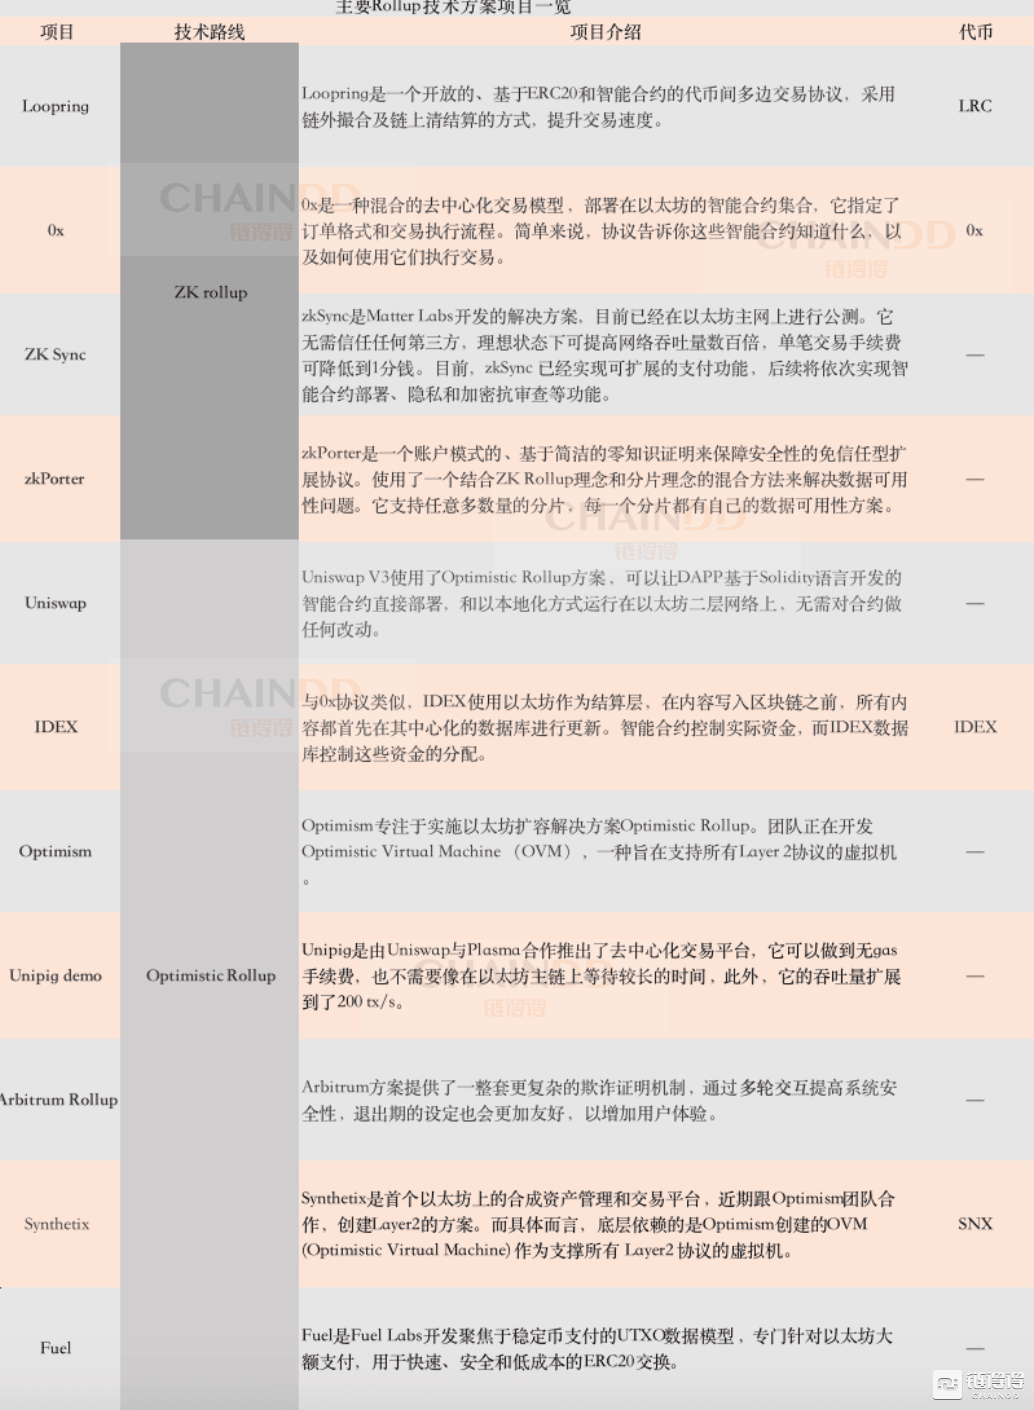 主要Rollup技术方案项目一览
项目 技术路线 项目介绍 代币
Loopring
Loopring是一个开放的、基于ERC20和智能合约的代币间多边交易协议，采用
链外撮合及链上清结算的方式，提升交易速度。
LRC
0x
0x是一种混合的去中心化交易模型，部署在以太坊的智能合约集合，它指定了
订单格式和交易执行流程。简单来说，协议告诉你这些智能合约知道什么，以
及如何使用它们执行交易。
0x
ZK rollup
ZK Sync
zkSync是Matter Labs开发的解决方案，目前已经在以太坊主网上进行公测。它
无需信任任何第三方，理想状态下可提高网络吞吐量数百倍，单笔交易手续费
可降低到1分钱。目前，zkSync 已经实现可扩展的支付功能，后续将依次实现智
能合约部署、隐私和加密抗审查等功能。
—
zkPorter
zkPorter是一个账户模式的、基于简洁的零知识证明来保障安全性的免信任型扩
展协议。使用了一个结合ZK Rollup理念和分片理念的混合方法来解决数据可用
性问题。它支持任意多数量的分片，每一个分片都有自己的数据可用性方案。
—
Uniswap
Uniswap V3使用了Optimistic Rollup方案，可以让DAPP基于Solidity语言开发的
智能合约直接部署，和以本地化方式运行在以太坊二层网络上，无需对合约做
任何改动。
—
IDEX
与0x协议类似，IDEX使用以太坊作为结算层，在内容写入区块链之前，所有内
容都首先在其中心化的数据库进行更新。智能合约控制实际资金，而IDEX数据
库控制这些资金的分配。
IDEX
Optimism
Optimism专注于实施以太坊扩容解决方案Optimistic Rollup。团队正在开发
Optimistic Virtual Machine （OVM），一种旨在支持所有Layer 2协议的虚拟机
。
—
Unipig demo
Optimistic Rollup
Unipig是由Uniswap与Plasma合作推出了去中心化交易平台，它可以做到无gas
手续费，也不需要像在以太坊主链上等待较长的时间，此外，它的吞吐量扩展
到了200 tx/s。
—
Arbitrum Rollup
Arbitrum方案提供了一整套更复杂的欺诈证明机制，通过多轮交互提高系统安
全性，退出期的设定也会更加友好，以增加用户体验。
—
Synthetix
Synthetix是首个以太坊上的合成资产管理和交易平台，近期跟Optimism团队合
作，创建Layer2的方案。而具体而言，底层依赖的是Optimism创建的OVM
(Optimistic Virtual Machine) 作为支撑所有 Layer2 协议的虚拟机。
SNX
Fuel
Fuel是Fuel Labs开发聚焦于稳定币支付的UTXO数据模型，专门针对以太坊大
额支付，用于快速、安全和低成本的ERC20交换。
—
CHAINDD
链得得
CHAINDD
链得得
CHAINDD
链得得
CHAINDD
链得得
CHAINDD
链得得
链得得
CHAINDD